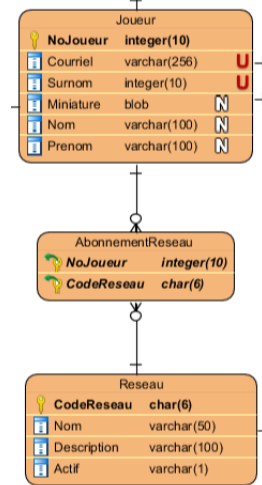 Joueur
NoJoueur integer(10)
Courriel varchar(256) U
Surnom integer(10) U
Miniature blob N
Nom varchar(100) N
Prenom varchar(100) N
AbonnementReseau
NoJoueur integer(10)
CodeReseau char(6)
Reseau
CodeReseau char(6)
Nom varchar(50)
Description varchar(100)
Actif varchar(1)